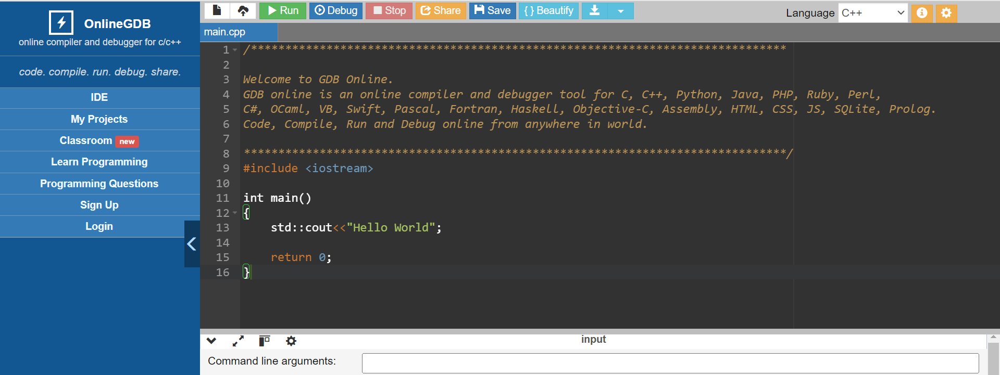 OnlineGDB
online compiler and debugger for c/c++
code. compile. run. debug. share.
IDE
My Projects
Classroom new
Learn Programming
Programming Questions
Sign Up
Login
Run Debug Stop Share Save { } Beautify
Language C++
main.cpp
1 /******************************************************************************
2
3 Welcome to GDB Online.
4 GDB online is an online compiler and debugger tool for C, C++, Python, Java, PHP, Ruby, Perl,
5 C#, OCaml, VB, Swift, Pascal, Fortran, Haskell, Objective-C, Assembly, HTML, CSS, JS, SQLite, Prolog.
6 Code, Compile, Run and Debug online from anywhere in world.
7
8 *******************************************************************************/
9 #include <iostream>
10
11 int main()
12 {
13     std::cout<<"Hello World";
14
15     return 0;
16 }
input
Command line arguments: